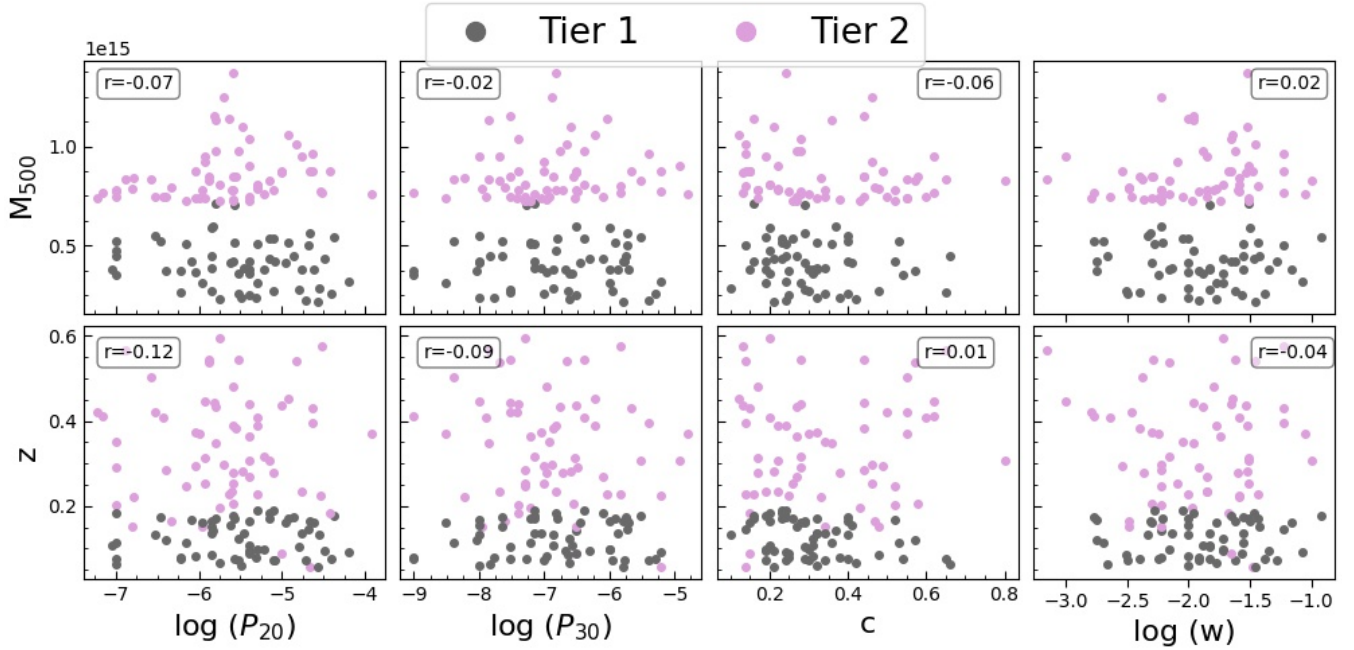 Tier 1 Tier 2
1e15
r=-0.07 r=-0.02 r=-0.06 r=0.02
1.0
M500
0.5
0.6
r=-0.12 r=-0.09 r=0.01 r=-0.04
0.4
z
0.2
−7 −6 −5 −4 −9 −8 −7 −6 −5 0.2 0.4 0.6 0.8 −3.0 −2.5 −2.0 −1.5 −1.0
log (P20) log (P30) c log (w)